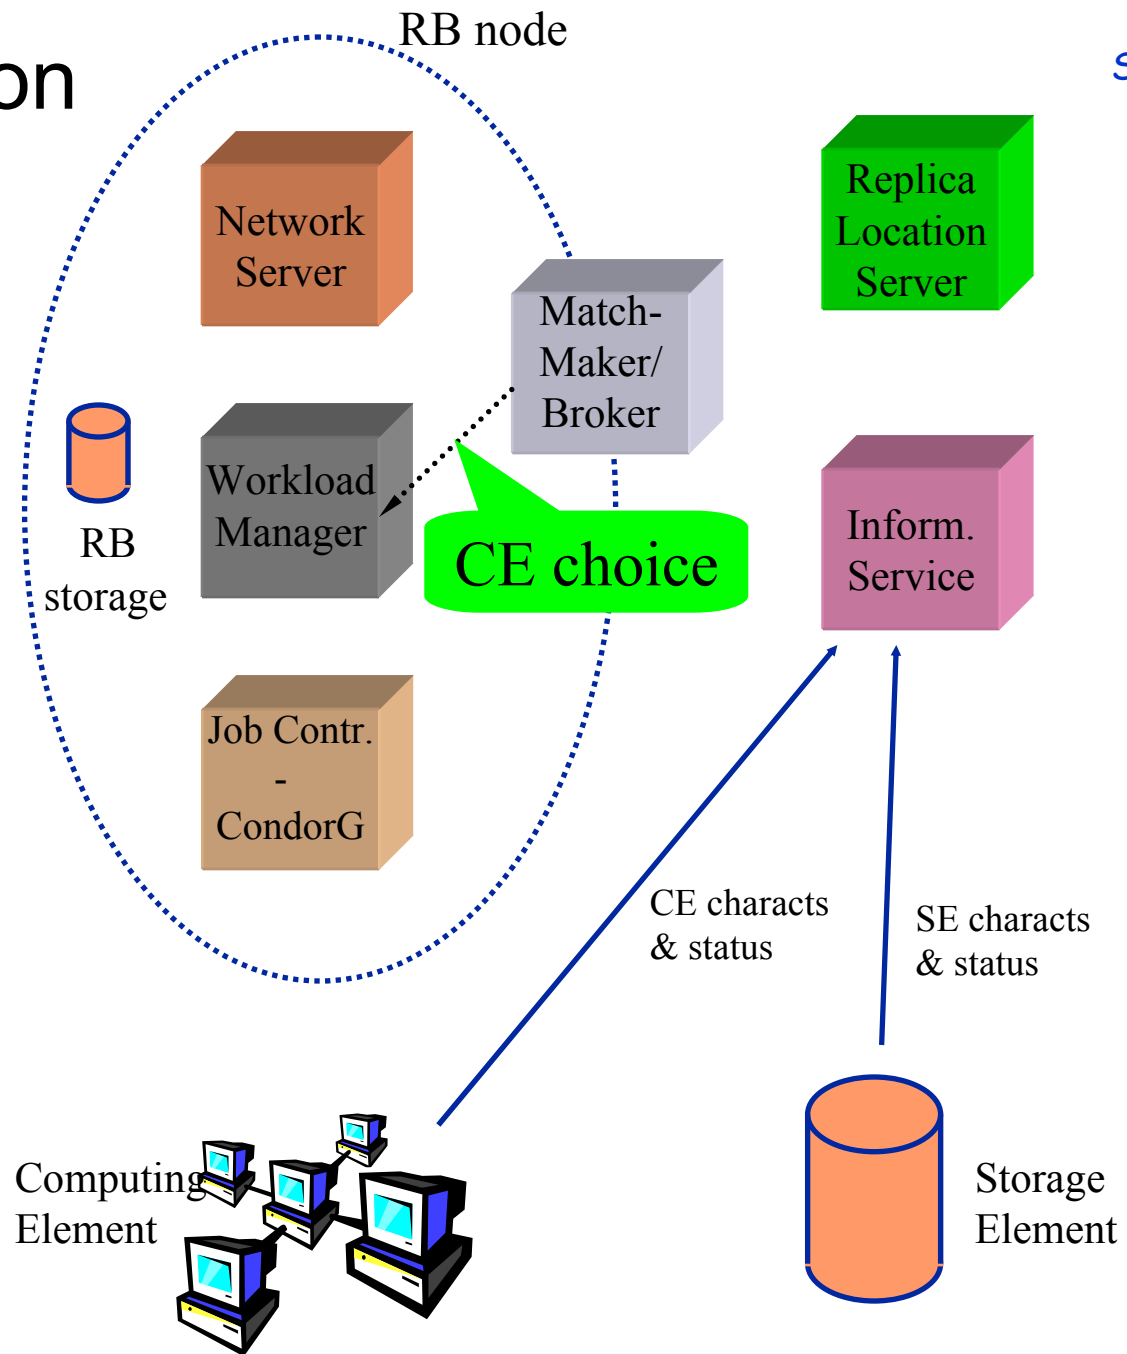 RB node
on
s
Network
Server
Replica
Location
Server
Match-
Maker/
Broker
Workload
Manager
RB
storage
CE choice
Inform.
Service
Job Contr.
-
CondorG
CE characts
& status
SE characts
& status
Computing
Element
Storage
Element